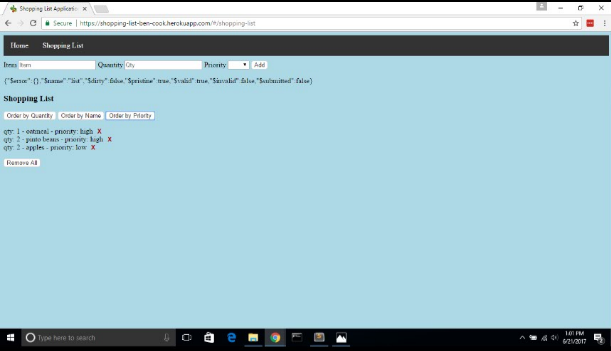 Shopping List Applicatio
Secure | https://shopping-list-ben-cook.herokuapp.com/#/shopping-list
Home Shopping List
Item Item Quantity Qty Priority Add
{"$error":{},"$name":"list","$dirty":false,"$pristine":true,"$valid":true,"$invalid":false,"$submitted":false}
Shopping List
Order by Quantity Order by Name Order by Priority
qty: 1 - oatmeal - priority: high X
qty: 2 - pinto beans - priority: high X
qty: 2 - apples - priority: low X
Remove All
Type here to search
1:01 PM
6/21/2017